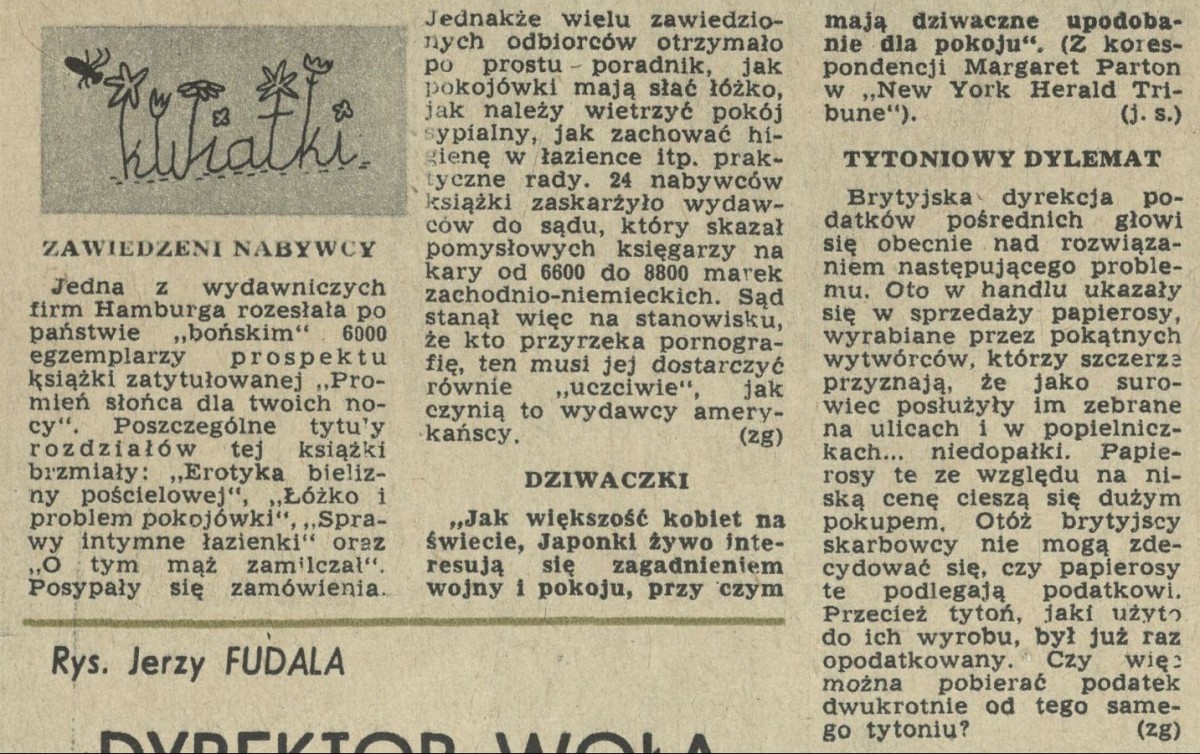 kwiatki
ZAWIEDZENI NABYWCY
Jedna z wydawniczych
firm Hamburga rozesłała po
państwie „bońskim“ 6000
egzemplarzy prospektu
książki zatytułowanej „Pro-
mień słońca dla twoich no-
cy“. Poszczególne tytuły
rozdziałów tej książki
brzmiały: „Erotyka bieliz-
ny pościelowej“, „Łóżko i
problem pokojówki“, „Spra-
wy intymne łazienki“ oraz
„O tym mąż zamilczał“.
Posypały się zamówienia.
Jednakże wielu zawiedzio-
nych odbiorców otrzymało
po prostu - poradnik, jak
pokojówki mają słać łóżko,
jak należy wietrzyć pokój
sypialny, jak zachować hi-
gienę w łazience itp. prak-
tyczne rady. 24 nabywców
książki zaskarżyło wydaw-
ców do sądu, który skazał
pomysłowych księgarzy na
kary od 6600 do 8800 marek
zachodnio-niemieckich. Sąd
stanął więc na stanowisku,
że kto przyrzeka pornogra-
fię, ten musi jej dostarczyć
równie „uczciwie“, jak
czynią to wydawcy amery-
kańscy. (zg)
DZIWACZKI
„Jak większość kobiet na
świecie, Japonki żywo inte-
resują się zagadnieniem
wojny i pokoju, przy czym
mają dziwaczne upodoba-
nie dla pokoju“. (Z kores-
pondencji Margaret Parton
w „New York Herald Tri-
bune“). (j. s.)
TYTONIOWY DYLEMAT
Brytyjska dyrekcja po-
datków pośrednich głowi
się obecnie nad rozwiąza-
niem następującego proble-
mu. Oto w handlu ukazały
się w sprzedaży papierosy,
wyrabiane przez pokątnych
wytwórców, którzy szczerze
przyznają, że jako suro-
wiec posłużyły im zebrane
na ulicach i w popielnicz-
kach... niedopałki. Papie-
rosy te ze względu na ni-
ską cenę cieszą się dużym
pokupem. Otóż brytyjscy
skarbowcy nie mogą zde-
cydować się, czy papierosy
te podlegają podatkowi.
Przecież tytoń, jaki użyto
do ich wyrobu, był już raz
opodatkowany. Czy więc
można pobierać podatek
dwukrotnie od tego same-
go tytoniu? (zg)
Rys. Jerzy FUDALA
DYREKTOR WOŁA